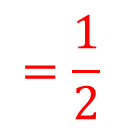 = 1/2